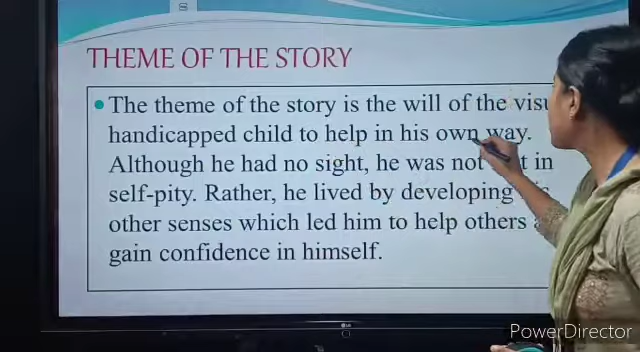 THEME OF THE STORY
The theme of the story is the will of the
handicapped child to help in his own way.
Although he had no sight, he was not in
self-pity. Rather, he lived by developing
other senses which led him to help others
gain confidence in himself.
PowerDirector